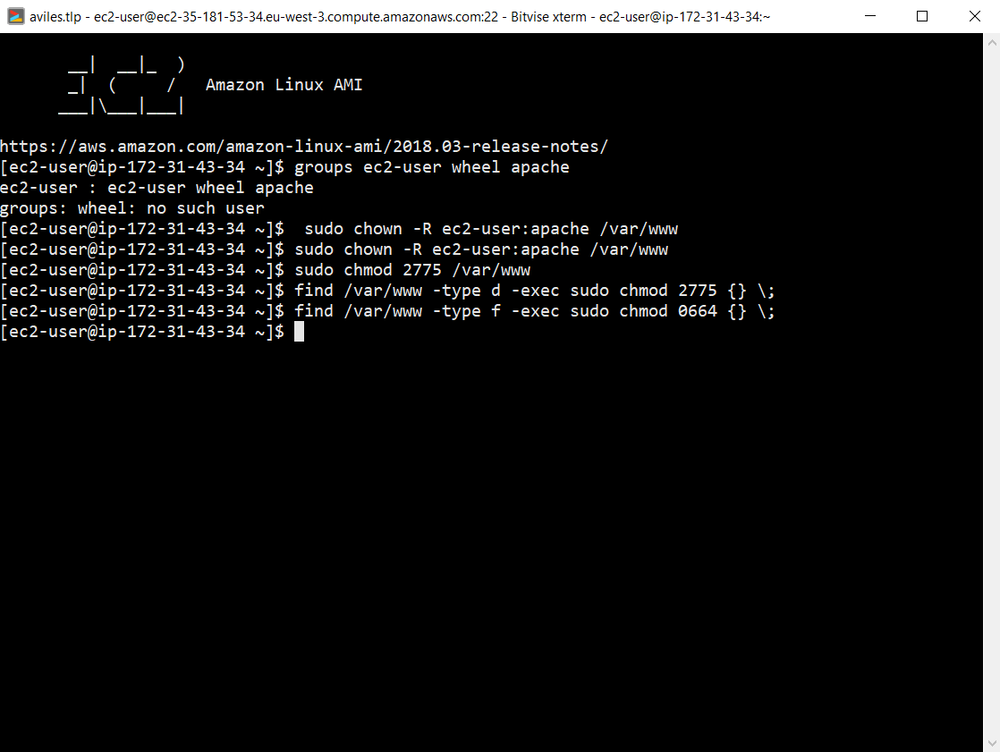 aviles.tlp - ec2-user@ec2-35-181-53-34.eu-west-3.compute.amazonaws.com:22 - Bitvise xterm - ec2-user@ip-172-31-43-34:~
       __|  __|_  )
       _|  (     /   Amazon Linux AMI
      ___|\___|___|
https://aws.amazon.com/amazon-linux-ami/2018.03-release-notes/
[ec2-user@ip-172-31-43-34 ~]$ groups ec2-user wheel apache
ec2-user : ec2-user wheel apache
groups: wheel: no such user
[ec2-user@ip-172-31-43-34 ~]$  sudo chown -R ec2-user:apache /var/www
[ec2-user@ip-172-31-43-34 ~]$ sudo chown -R ec2-user:apache /var/www
[ec2-user@ip-172-31-43-34 ~]$ sudo chmod 2775 /var/www
[ec2-user@ip-172-31-43-34 ~]$ find /var/www -type d -exec sudo chmod 2775 {} \;
[ec2-user@ip-172-31-43-34 ~]$ find /var/www -type f -exec sudo chmod 0664 {} \;
[ec2-user@ip-172-31-43-34 ~]$